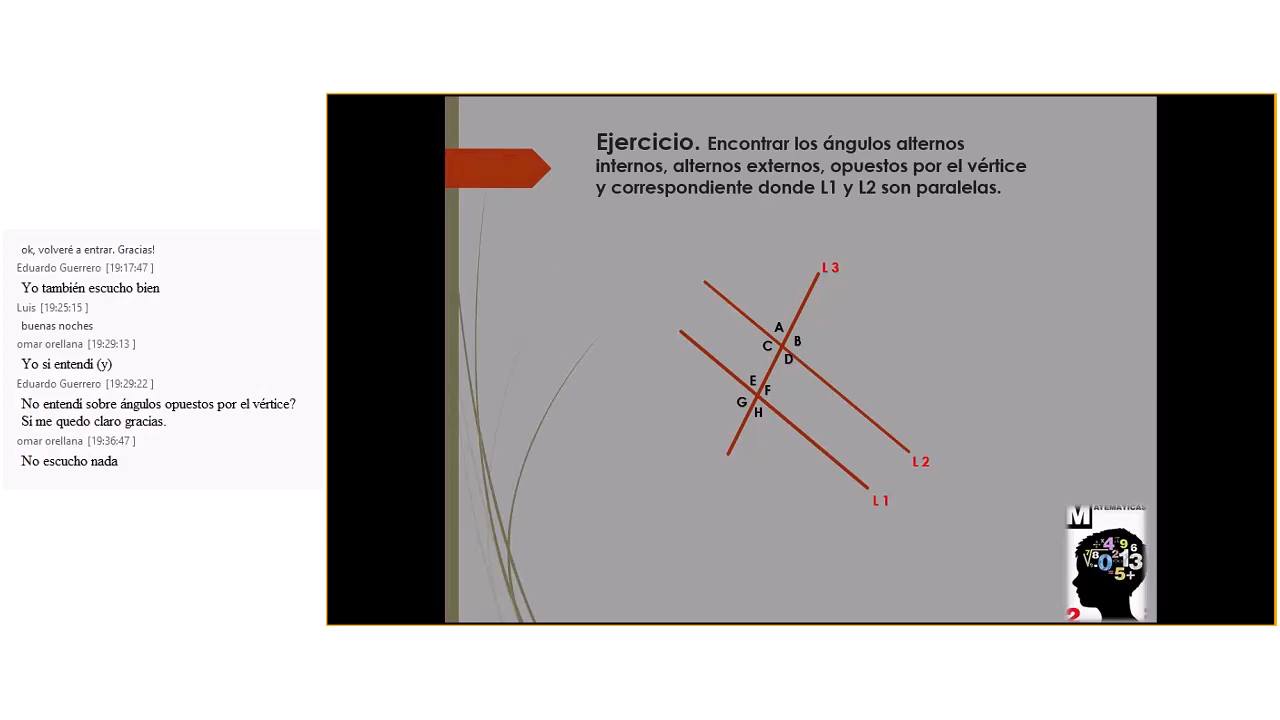 ok, volveré a entrar. Gracias!
Eduardo Guerrero [19:17:47 ]
Yo también escucho bien
Luis [19:25:15 ]
buenas noches
omar orellana [19:29:13 ]
Yo si entendi (y)
Eduardo Guerrero [19:29:22 ]
No entendi sobre ángulos opuestos por el vértice?
Si me quedo claro gracias.
omar orellana [19:36:47 ]
No escucho nada
Ejercicio. Encontrar los ángulos alternos
internos, alternos externos, opuestos por el vértice
y correspondiente donde L1 y L2 son paralelas.
L 3
A
B
C
D
E
F
G
H
L 2
L 1
MATEMATICAS